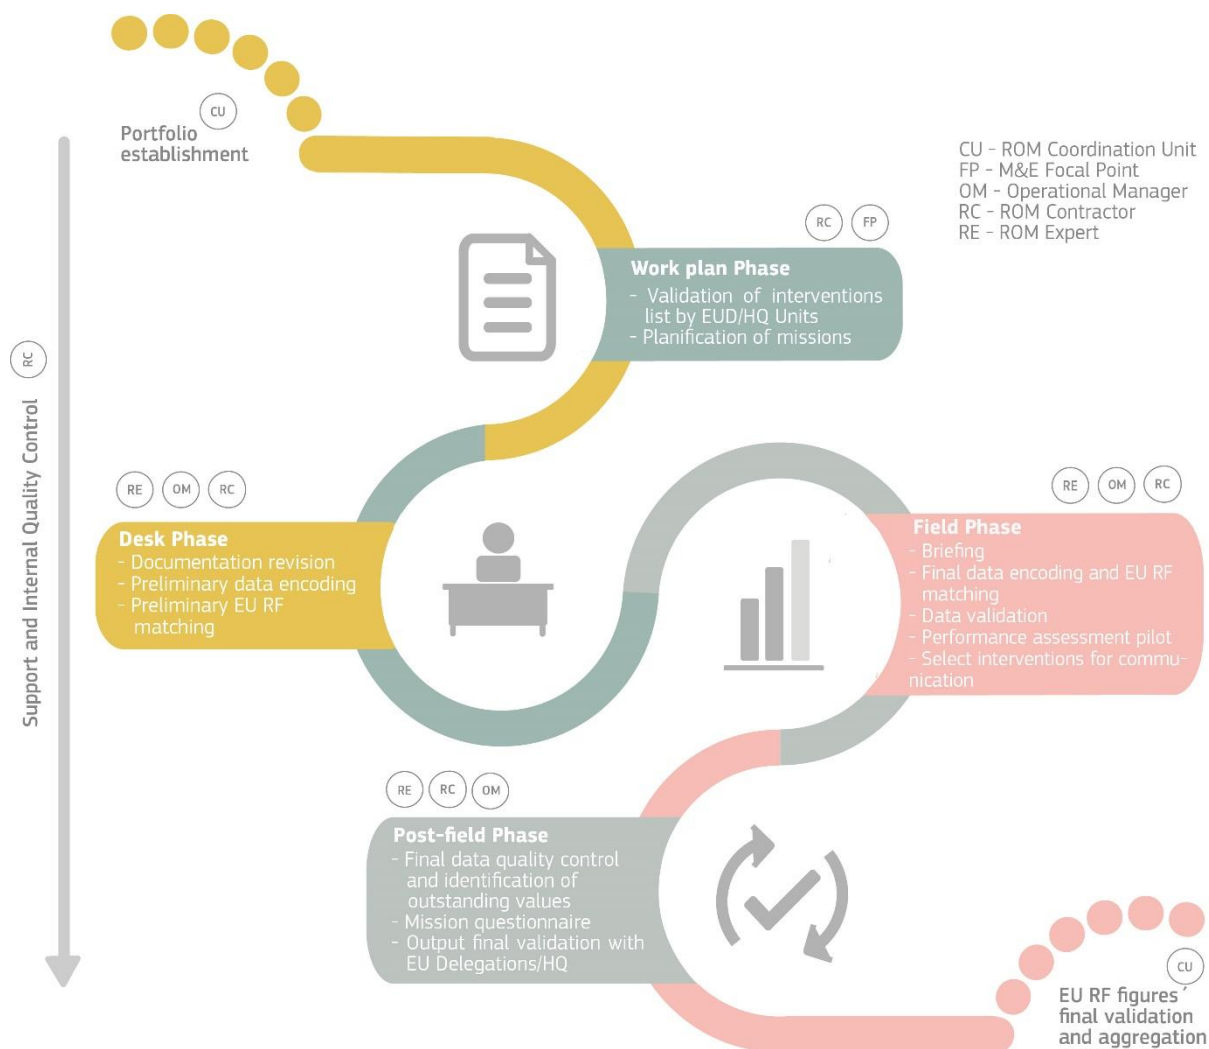 CU
Portfolio
establishment
CU - ROM Coordination Unit
FP - M&E Focal Point
OM - Operational Manager
RC - ROM Contractor
RE - ROM Expert
RC
FP
Work plan Phase
- Validation of interventions
list by EUD/HQ Units
- Planification of missions
RC
Support and Internal Quality Control
RE
OM
RC
Desk Phase
- Documentation revision
- Preliminary data encoding
- Preliminary EU RF
matching
RE
OM
RC
Field Phase
- Briefing
- Final data encoding and EU RF
matching
- Data validation
- Performance assessment pilot
- Select interventions for commu-
nication
RE
RC
OM
Post-field Phase
- Final data quality control
and identification of
outstanding values
- Mission questionnaire
- Output final validation with
EU Delegations/HQ
CU
EU RF figures´
final validation
and aggregation